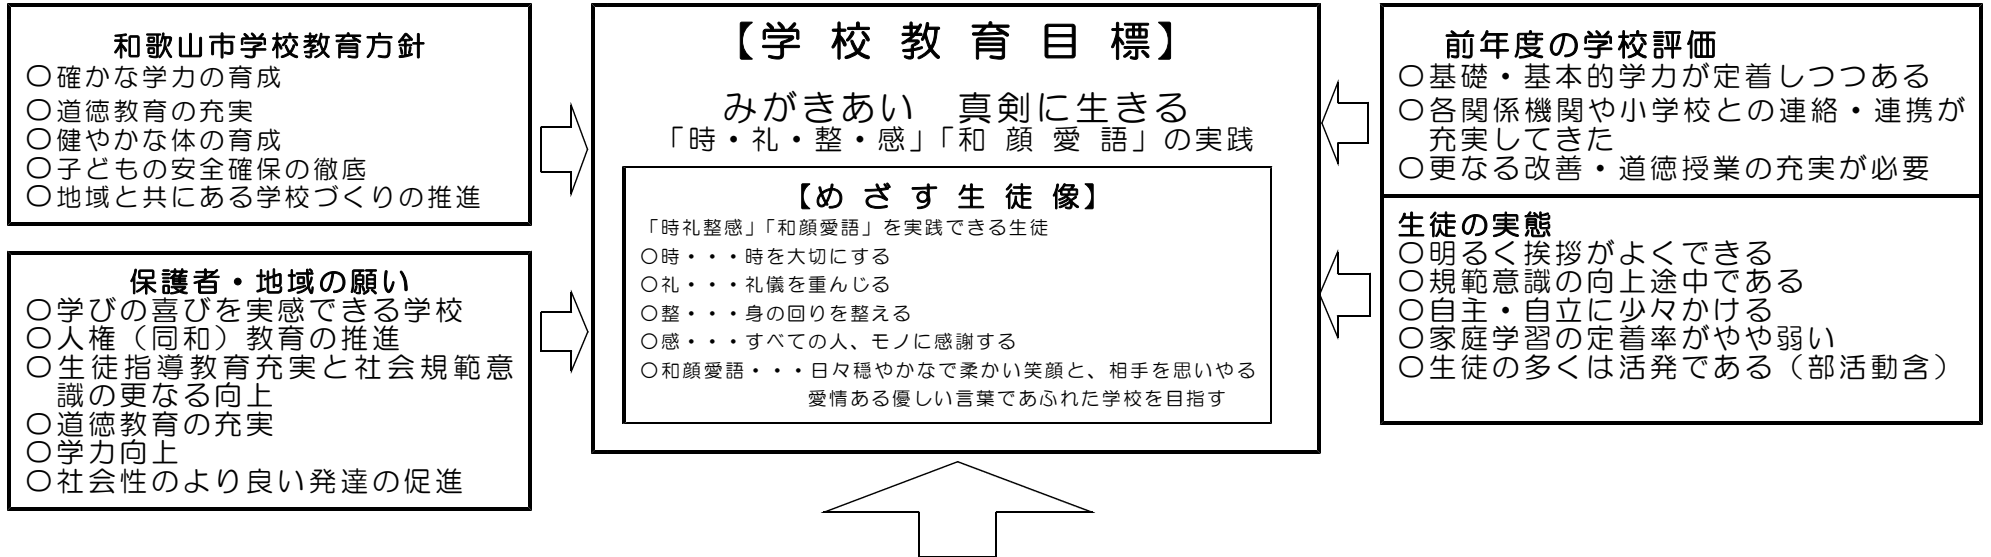 和歌山市学校教育方針
○確かな学力の育成
○道徳教育の充実
○健やかな体の育成
○子どもの安全確保の徹底
○地域と共にある学校づくりの推進
保護者・地域の願い
○学びの喜びを実感できる学校
○人権（同和）教育の推進
○生徒指導教育充実と社会規範意
識の更なる向上
○道徳教育の充実
○学力向上
○社会性のより良い発達の促進
【学 校 教 育 目 標】
みがきあい　真剣に生きる
「時・礼・整・感」「和 顔 愛 語」の実践
【め ざ す 生 徒 像】
「時礼整感」「和顔愛語」を実践できる生徒
○時・・・時を大切にする
○礼・・・礼儀を重んじる
○整・・・身の回りを整える
○感・・・すべての人、モノに感謝する
○和顔愛語・・・日々穏やかなで柔かい笑顔と、相手を思いやる
愛情ある優しい言葉であふれた学校を目指す
前年度の学校評価
○基礎・基本的学力が定着しつつある
○各関係機関や小学校との連絡・連携が
充実してきた
○更なる改善・道徳授業の充実が必要
生徒の実態
○明るく挨拶がよくできる
○規範意識の向上途中である
○自主・自立に少々かける
○家庭学習の定着率がやや弱い
○生徒の多くは活発である（部活動含）